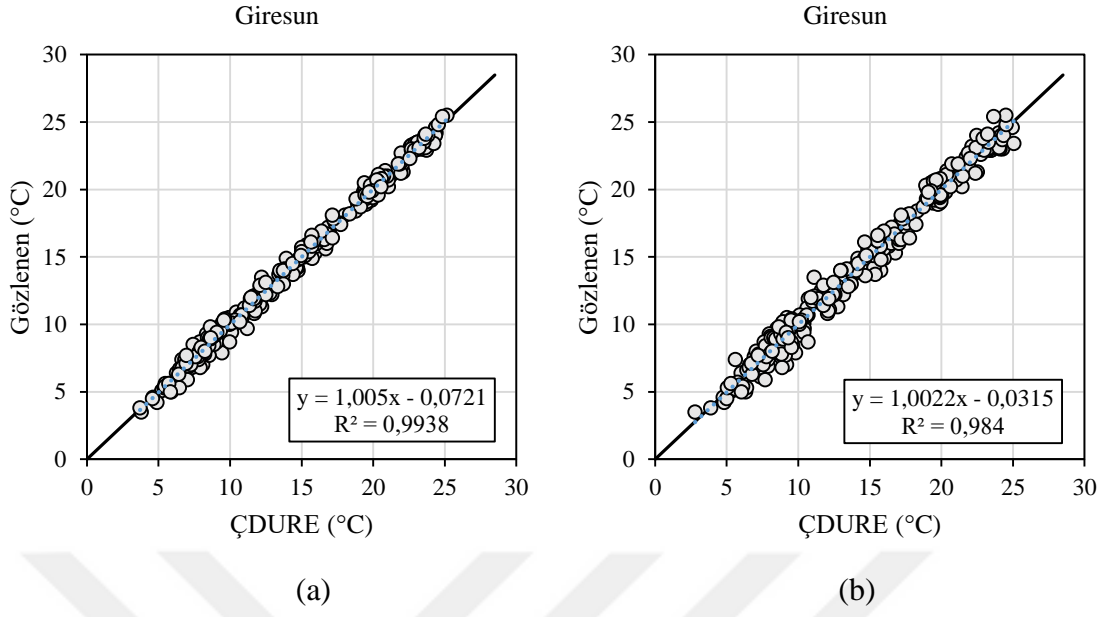 Giresun
30
25
20
15
10
5
0
Gözlenen (°C)
y = 1,005x - 0,0721
R² = 0,9938
0 5 10 15 20 25 30
ÇDURE (°C)
(a)
Giresun
30
25
20
15
10
5
0
Gözlenen (°C)
y = 1,0022x - 0,0315
R² = 0,984
0 5 10 15 20 25 30
ÇDURE (°C)
(b)